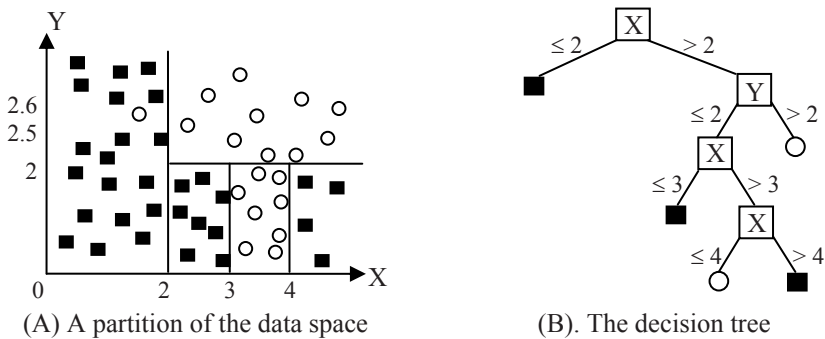 Y
2.6
2.5
2
0 2 3 4 X
(A) A partition of the data space
X
≤ 2 > 2
Y
≤ 2 > 2
X
≤ 3 > 3
X
≤ 4 > 4
(B). The decision tree